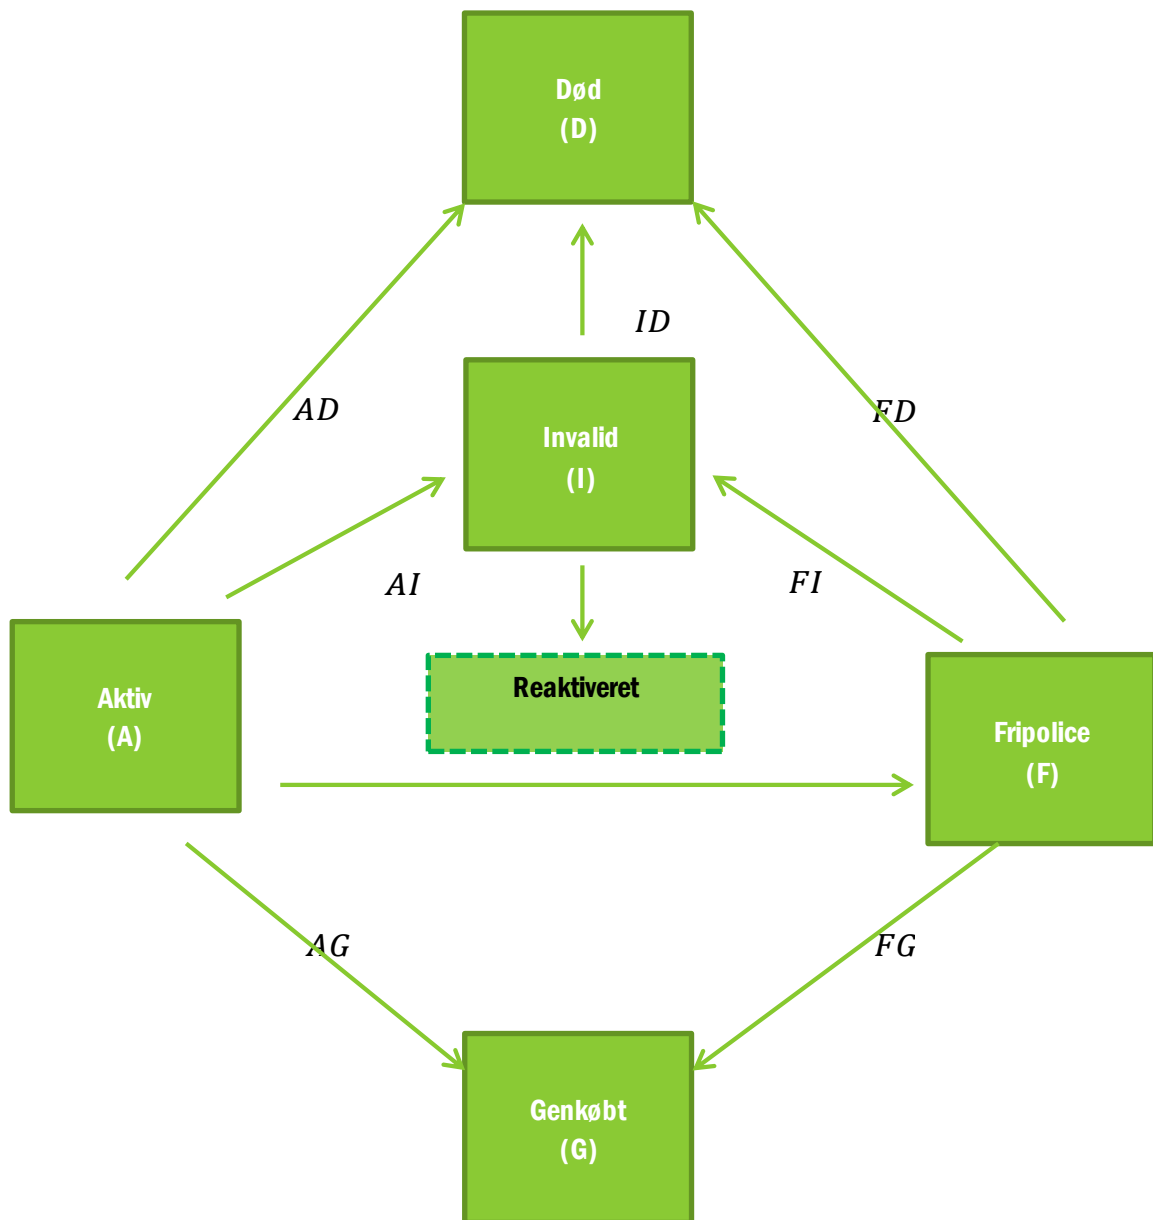 Død
(D)
ID
AD
FD
Invalid
(I)
AI
FI
Reaktiveret
Aktiv
(A)
Fripolice
(F)
AG
FG
Genkøbt
(G)